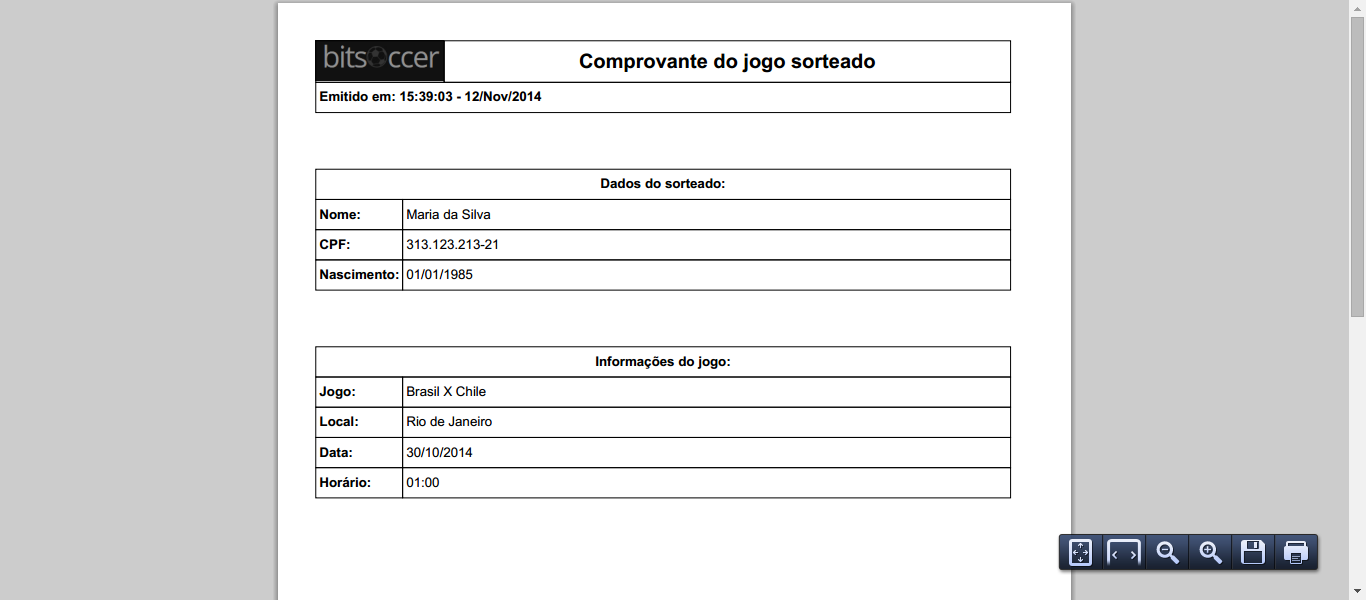 bitsoccer
Comprovante do jogo sorteado
Emitido em: 15:39:03 - 12/Nov/2014
Dados do sorteado:
Nome: Maria da Silva
CPF: 313.123.213-21
Nascimento: 01/01/1985
Informações do jogo:
Jogo: Brasil X Chile
Local: Rio de Janeiro
Data: 30/10/2014
Horário: 01:00